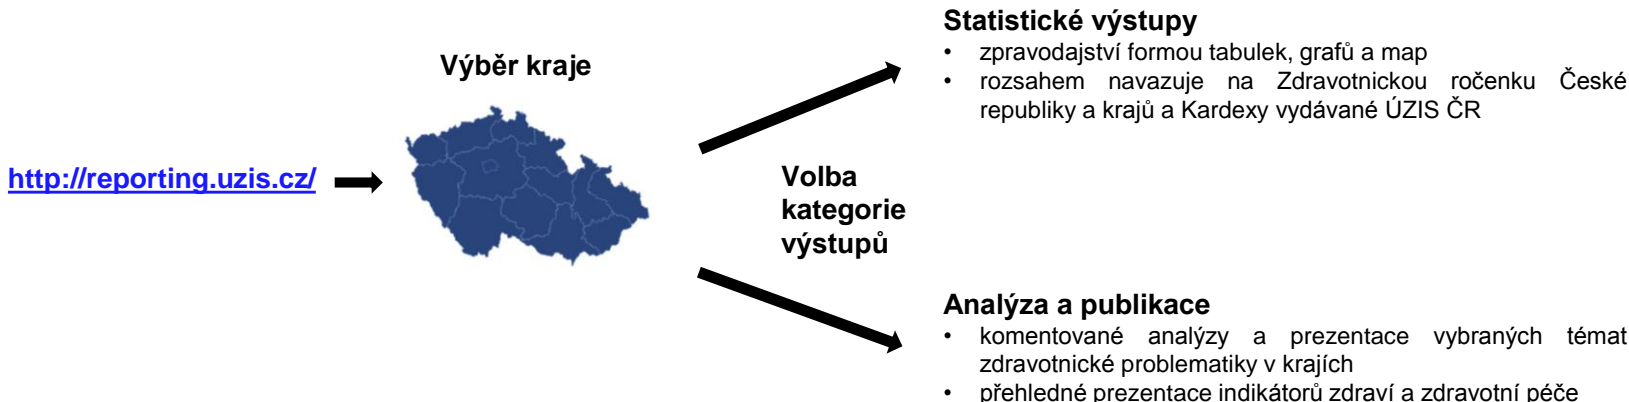 http://reporting.uzis.cz/
Výběr kraje
Volba
kategorie
výstupů
Statistické výstupy
• zpravodajství formou tabulek, grafů a map
• rozsahem navazuje na Zdravotnickou ročenku České
republiky a krajů a Kardexy vydávané ÚZIS ČR
Analýza a publikace
• komentované analýzy a prezentace vybraných témat
zdravotnické problematiky v krajích
• přehledné prezentace indikátorů zdraví a zdravotní péče